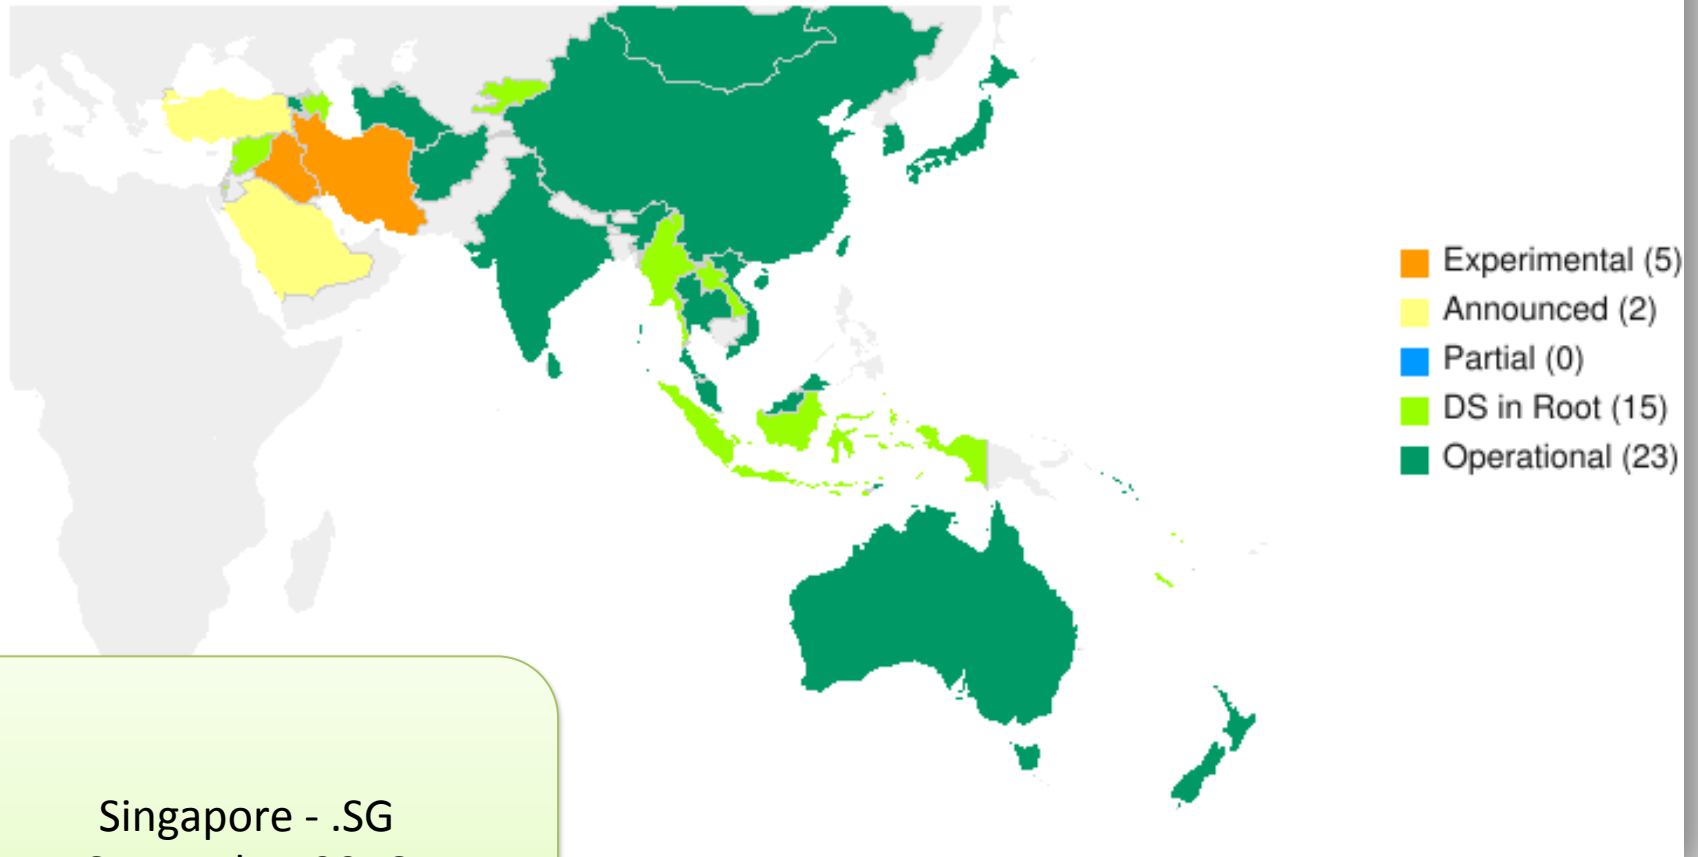 Experimental (5)
Announced (2)
Partial (0)
DS in Root (15)
Operational (23)
Singapore - .SG